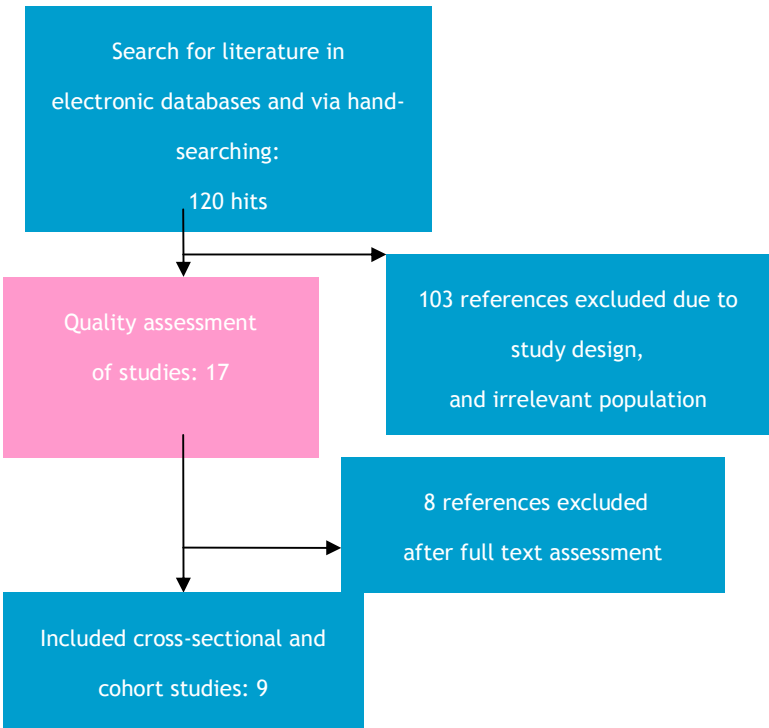 Search for literature in
electronic databases and via hand-
searching:
120 hits
103 references excluded due to
study design,
and irrelevant population
Quality assessment
of studies: 17
8 references excluded
after full text assessment
Included cross-sectional and
cohort studies: 9